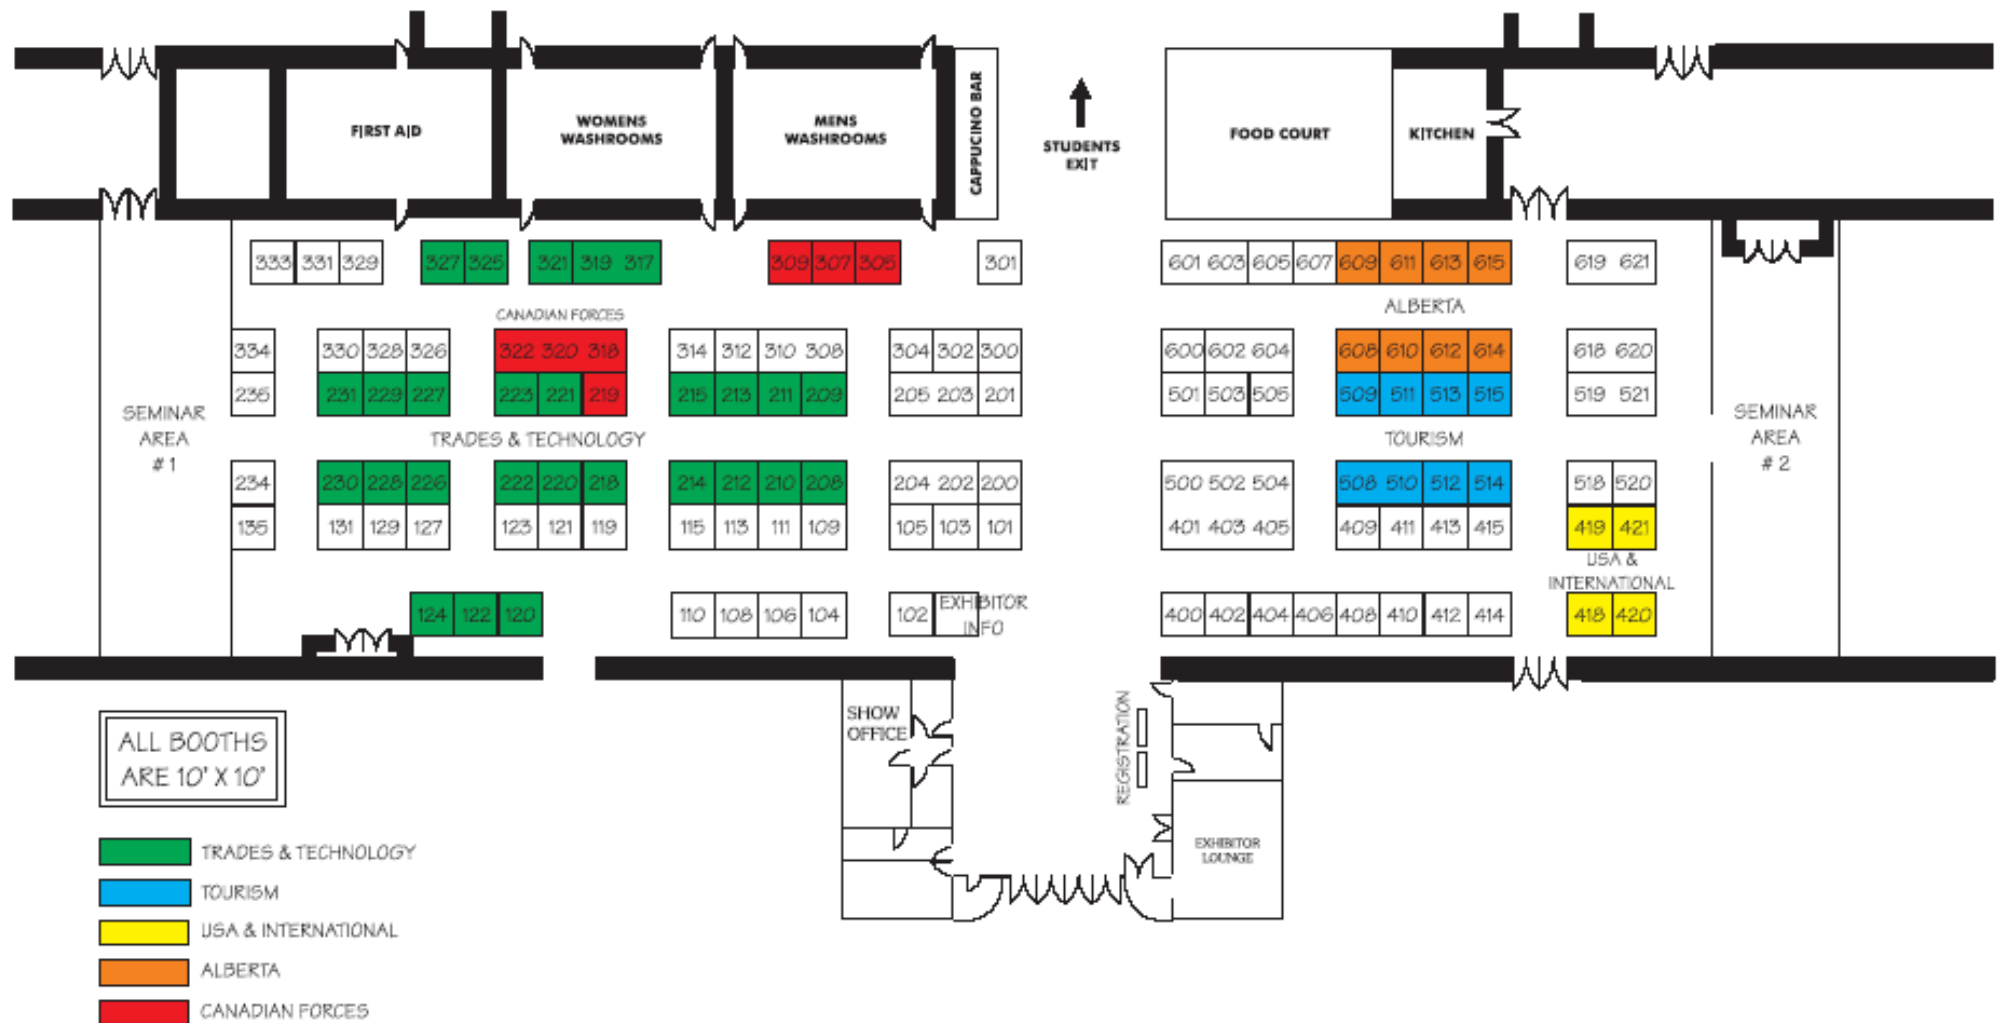 FIRST AID
WOMENS
WASHROOMS
MENS
WASHROOMS
CAPPUCINO BAR
STUDENTS
EXIT
FOOD COURT
KITCHEN
333 331 329 327 325 321 319 317 309 307 305 301 601 603 605 607 609 611 613 615 619 621
CANADIAN FORCES
ALBERTA
334 330 328 326 322 320 318 314 312 310 308 304 302 300 600 602 604 608 610 612 614 618 620
235 231 229 227 223 221 219 215 213 211 209 205 203 201 501 503 505 509 511 513 515 519 521
SEMINAR
AREA
# 1
TRADES & TECHNOLOGY
TOURISM
SEMINAR
AREA
# 2
234 230 228 226 222 220 218 214 212 210 208 204 202 200 500 502 504 508 510 512 514 518 520
135 131 129 127 123 121 119 115 113 111 109 105 103 101 401 403 405 409 411 413 415 419 421
USA &
INTERNATIONAL
124 122 120 110 108 106 104 102 400 402 404 406 408 410 412 414 418 420
EXHIBITOR
INFO
SHOW
OFFICE
REGISTRATION
EXHIBITOR
LOUNGE
ALL BOOTHS
ARE 10' X 10'
TRADES & TECHNOLOGY
TOURISM
USA & INTERNATIONAL
ALBERTA
CANADIAN FORCES